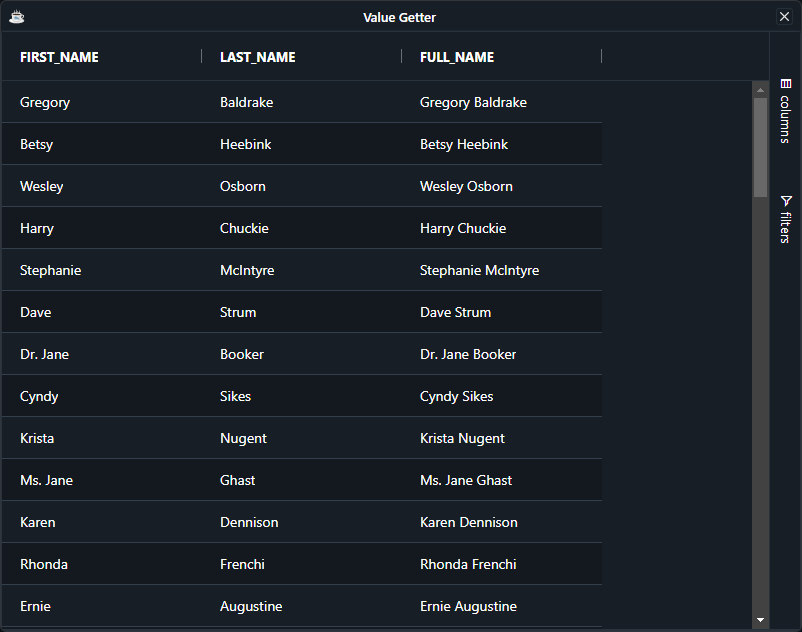 Value Getter
FIRST_NAME LAST_NAME FULL_NAME
columns
filters
Gregory Baldrake Gregory Baldrake
Betsy Heebink Betsy Heebink
Wesley Osborn Wesley Osborn
Harry Chuckie Harry Chuckie
Stephanie McIntyre Stephanie McIntyre
Dave Strum Dave Strum
Dr. Jane Booker Dr. Jane Booker
Cyndy Sikes Cyndy Sikes
Krista Nugent Krista Nugent
Ms. Jane Ghast Ms. Jane Ghast
Karen Dennison Karen Dennison
Rhonda Frenchi Rhonda Frenchi
Ernie Augustine Ernie Augustine